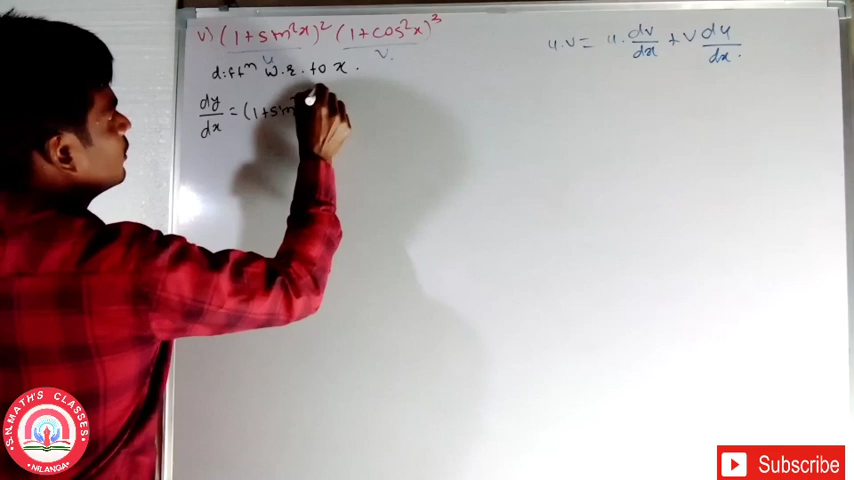 v) (1+sin²x)² (1+cos²x)³
u v.
diffⁿ w.r. to x.
dy/dx = (1+sin
u.v = u. dv/dx + v du/dx.
S.N. MATH'S CLASSES
NILANGA
Subscribe